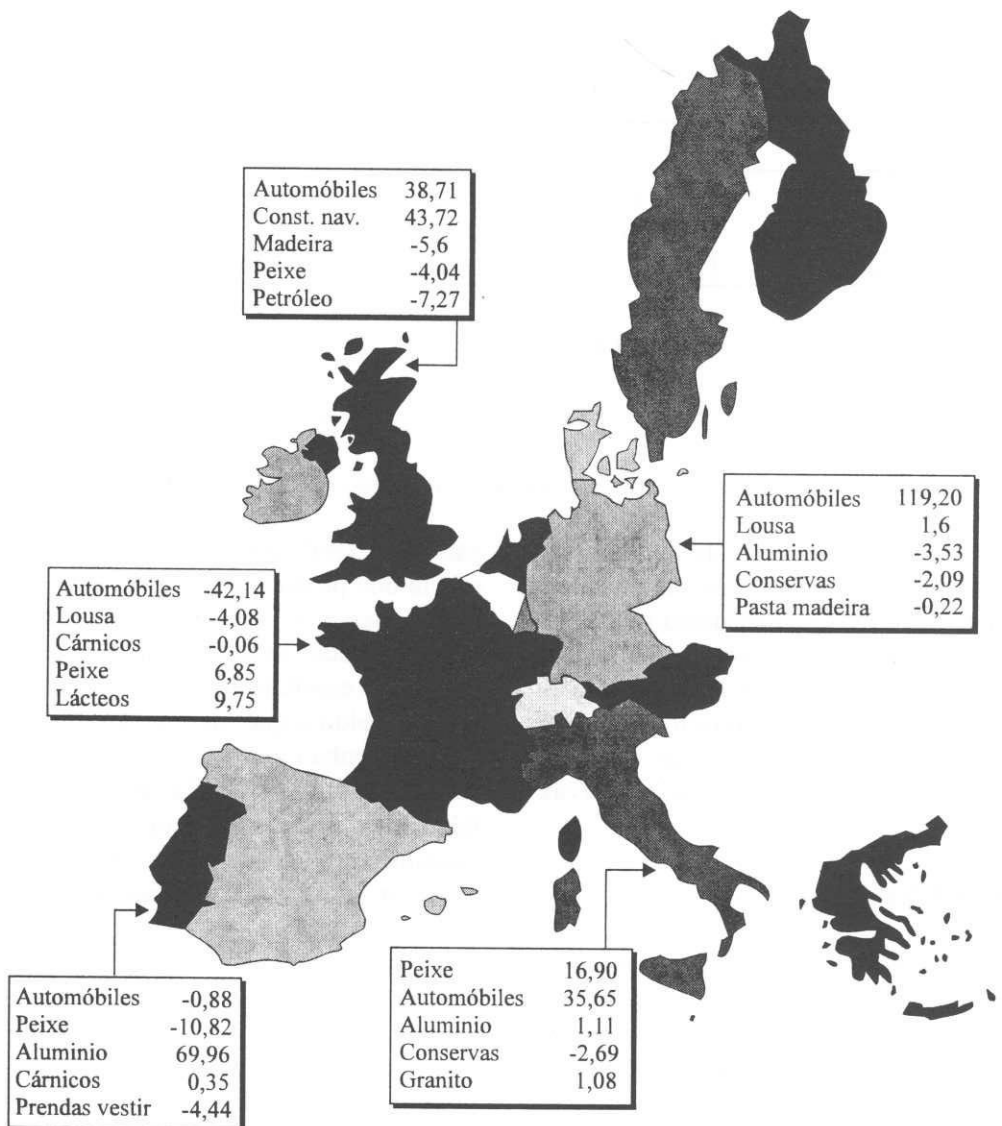 Automóbiles 38,71
Const. nav. 43,72
Madeira -5,6
Peixe -4,04
Petróleo -7,27
Automóbiles 119,20
Lousa 1,6
Aluminio -3,53
Conservas -2,09
Pasta madeira -0,22
Automóbiles -42,14
Lousa -4,08
Cárnicos -0,06
Peixe 6,85
Lácteos 9,75
Peixe 16,90
Automóbiles 35,65
Aluminio 1,11
Conservas -2,69
Granito 1,08
Automóbiles -0,88
Peixe -10,82
Aluminio 69,96
Cárnicos 0,35
Prendas vestir -4,44